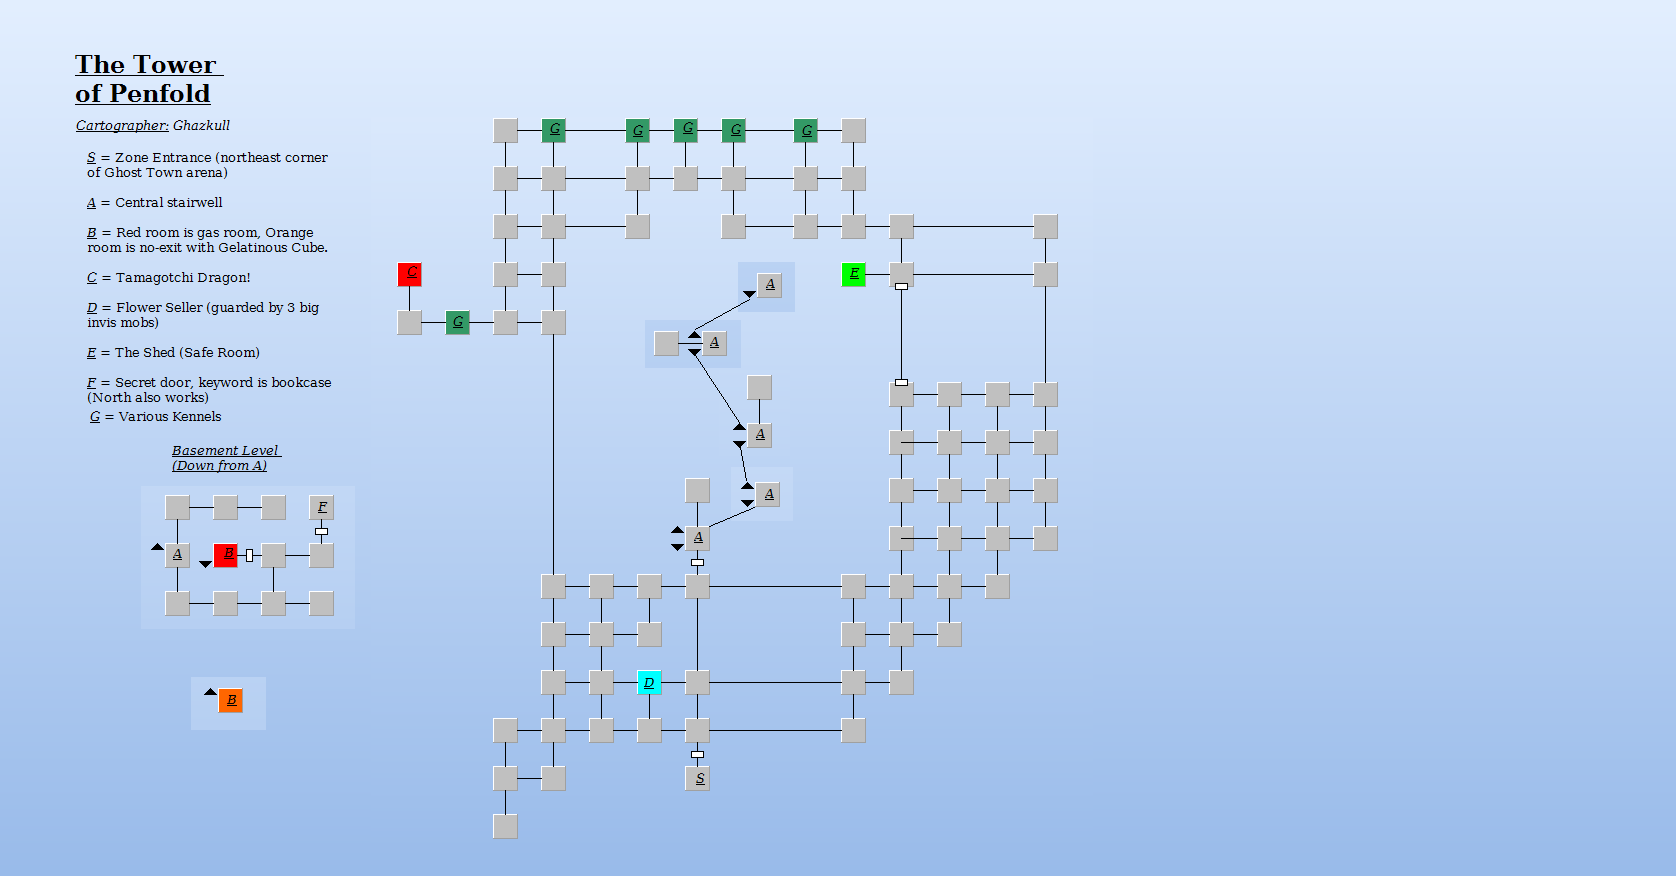 The Tower
of Penfold
Cartographer: Ghazkull
S = Zone Entrance (northeast corner
of Ghost Town arena)
A = Central stairwell
B = Red room is gas room, Orange
room is no-exit with Gelatinous Cube.
C = Tamagotchi Dragon!
D = Flower Seller (guarded by 3 big
invis mobs)
E = The Shed (Safe Room)
F = Secret door, keyword is bookcase
(North also works)
G = Various Kennels
Basement Level
(Down from A)
F
A B
B
G G G G G
C
G
E
A
A
A
A
A
D
S